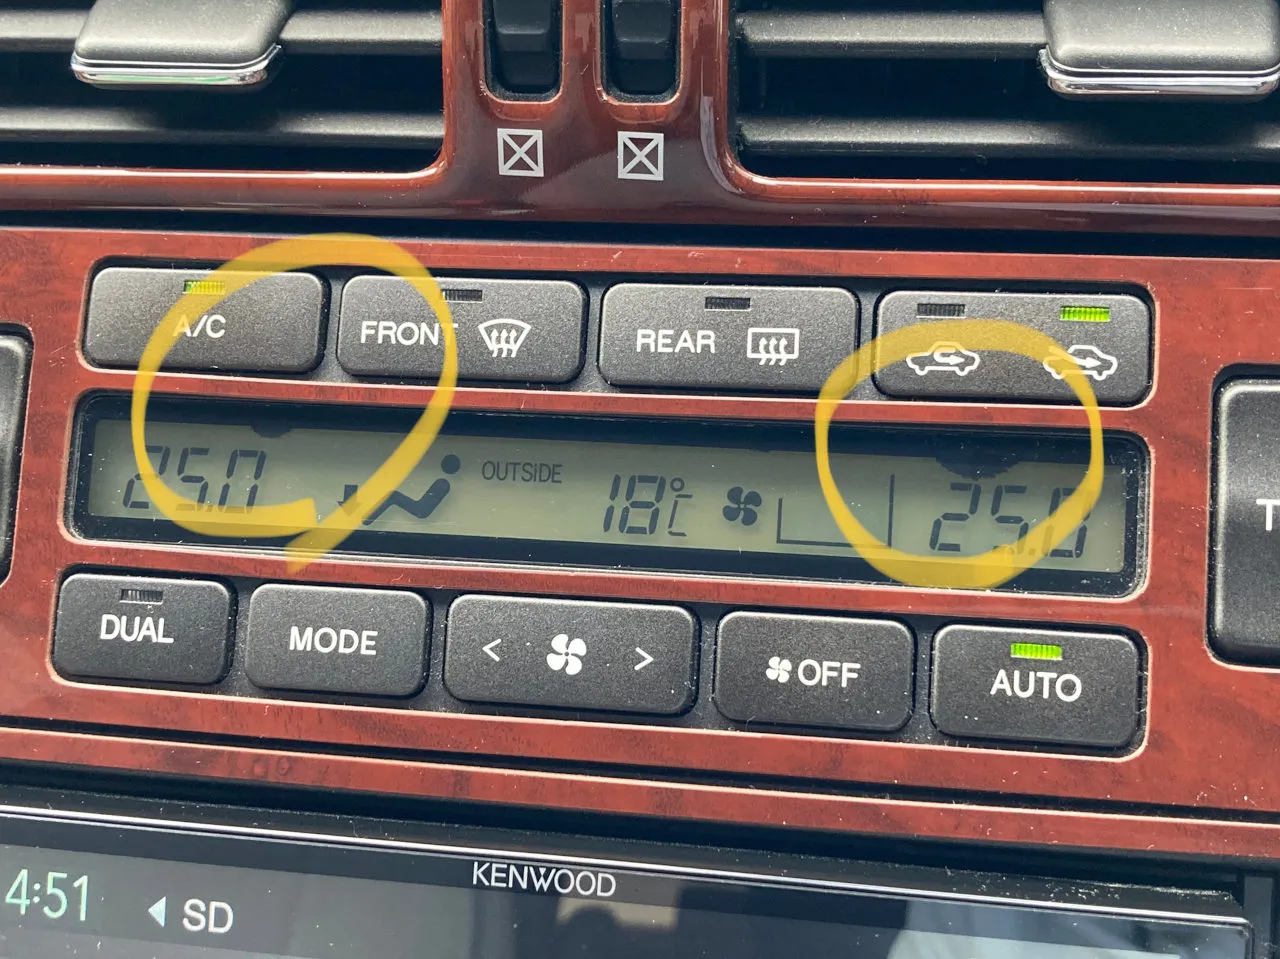 A/C
FRONT
REAR
25.0
OUTSIDE
18°C
25.0
DUAL
MODE
< >
OFF
AUTO
T
KENWOOD
4:51
SD